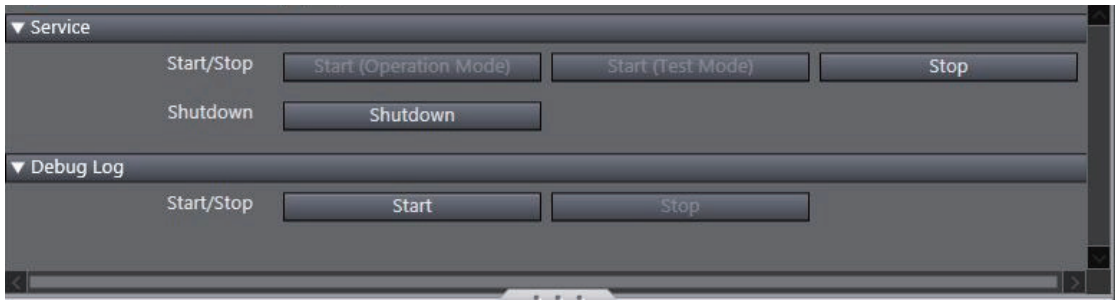 Service
Start/Stop Start (Operation Mode) Start (Test Mode) Stop
Shutdown Shutdown
Debug Log
Start/Stop Start Stop